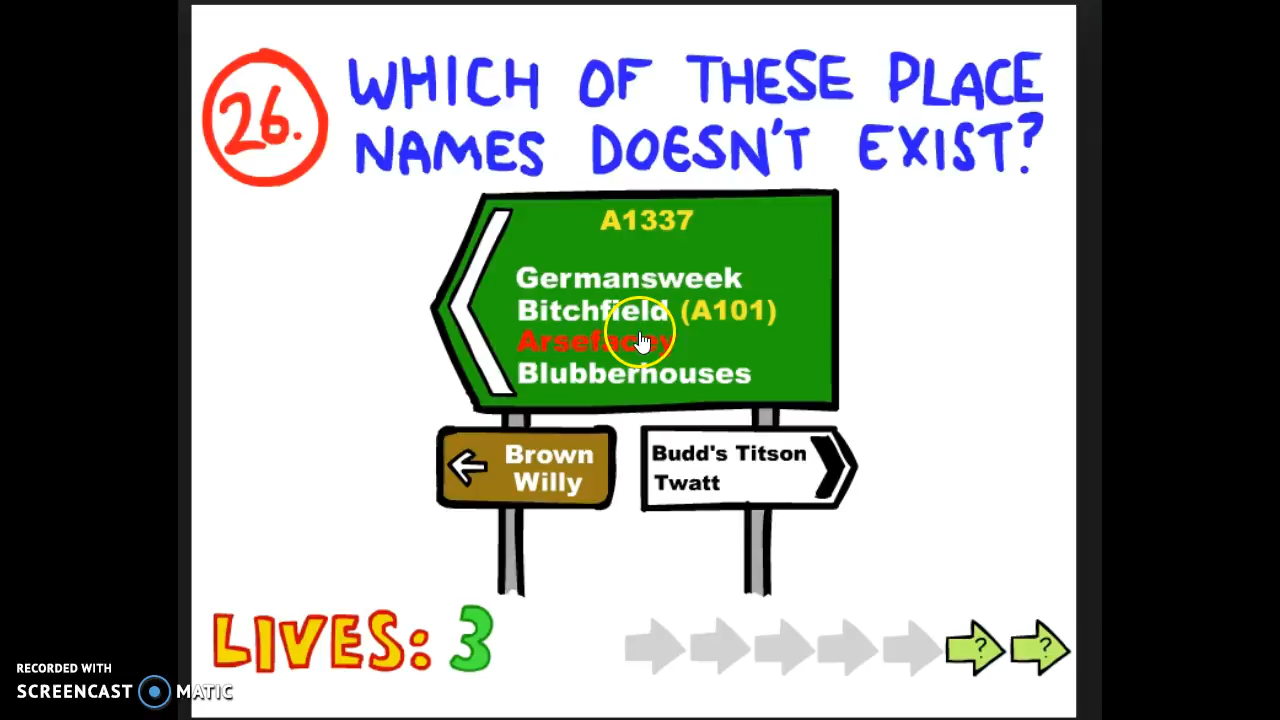 26.
WHICH OF THESE PLACE
NAMES DOESN'T EXIST?
A1337
Germansweek
Bitchfield (A101)
Arsefacey
Blubberhouses
Brown
Willy
Budd's Titson
Twatt
LIVES: 3
? ?
RECORDED WITH
SCREENCAST MATIC